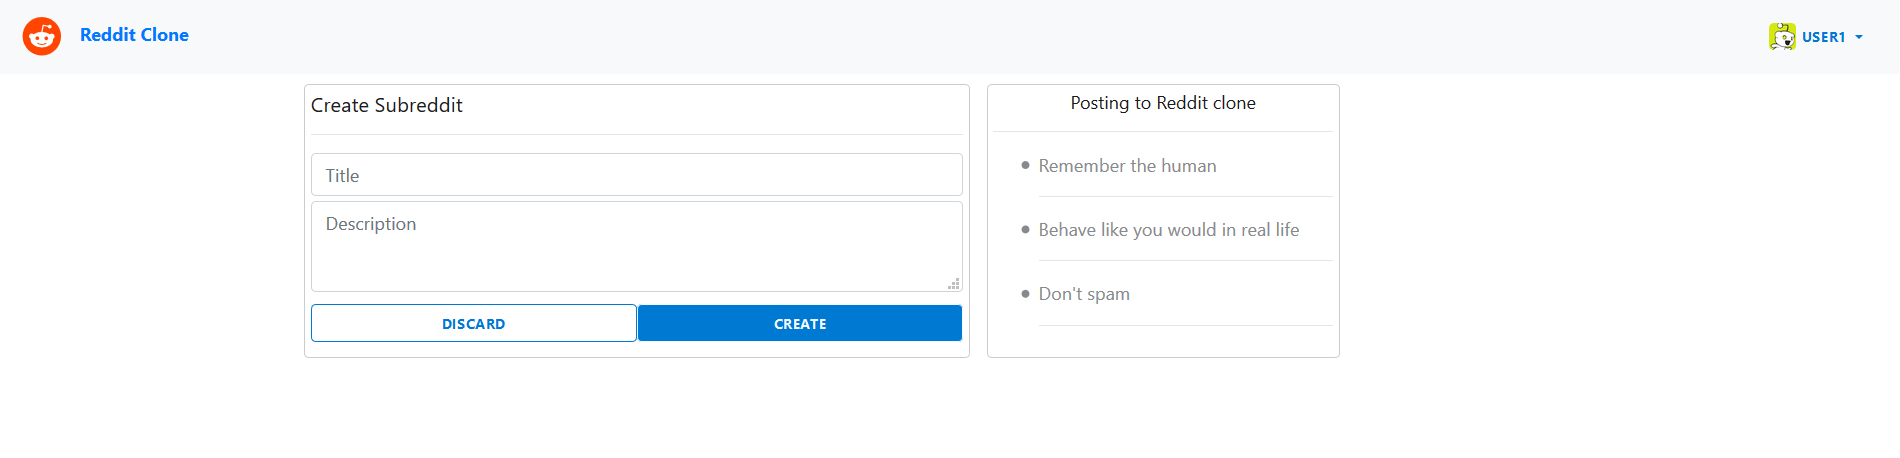 Reddit Clone
USER1
Create Subreddit
Title
Description
DISCARD
CREATE
Posting to Reddit clone
Remember the human
Behave like you would in real life
Don't spam